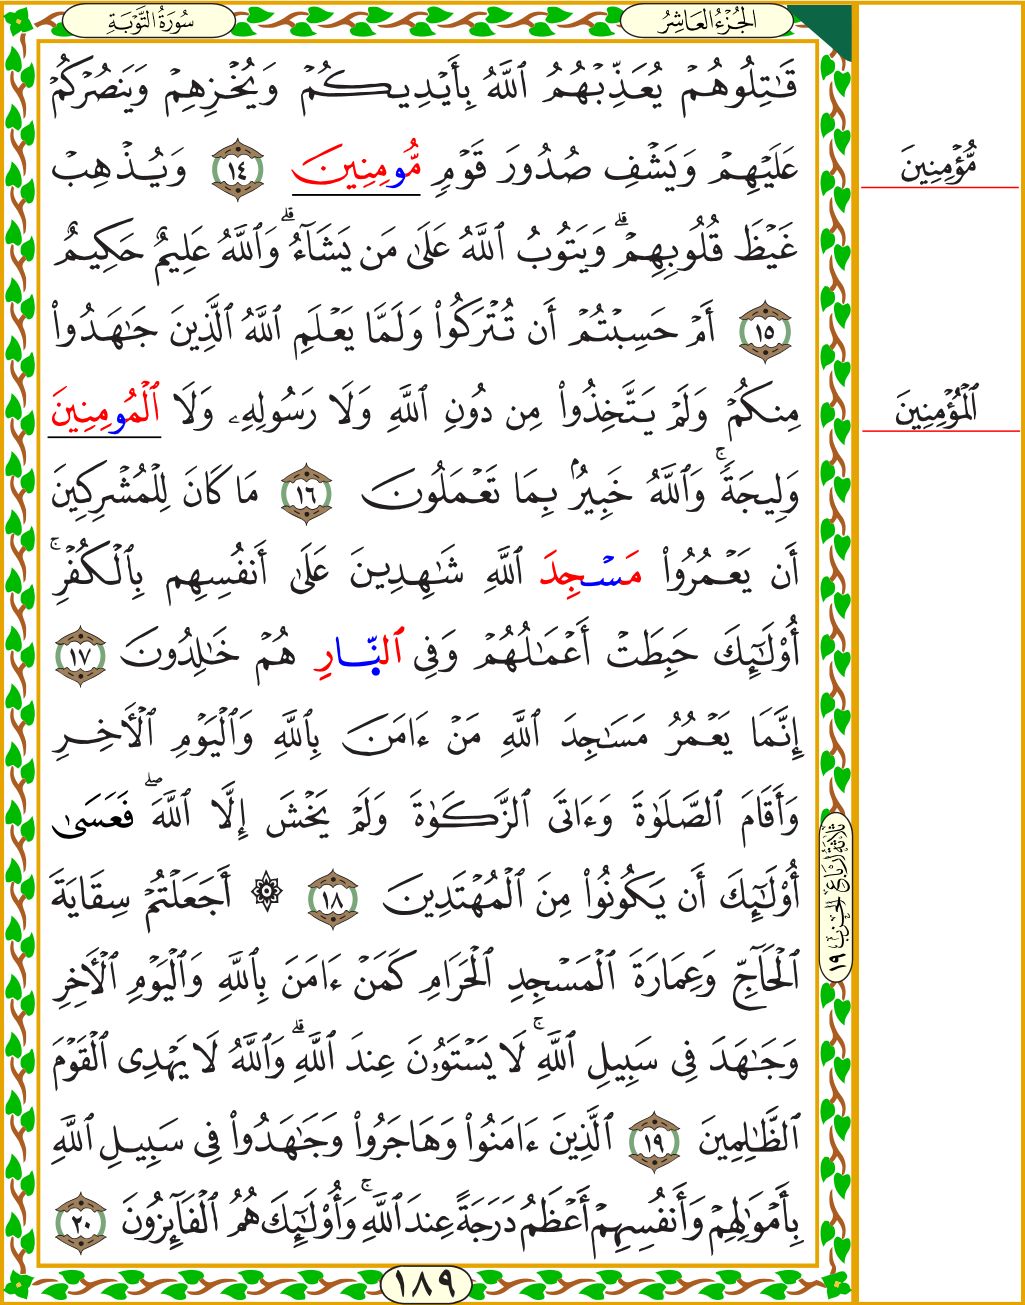 سُورَةُ التَّوْبَةِ
الجُزْءُ العَاشِرُ
قَٰتِلُوهُمْ يُعَذِّبْهُمُ ٱللَّهُ بِأَيْدِيكُمْ وَيُخْزِهِمْ وَيَنصُرْكُمْ
عَلَيْهِمْ وَيَشْفِ صُدُورَ قَوْمٍ مُّومِنِينَ ١٤ وَيُذْهِبْ
مُّؤْمِنِينَ
غَيْظَ قُلُوبِهِمْ ۗ وَيَتُوبُ ٱللَّهُ عَلَىٰ مَن يَشَآءُ ۗ وَٱللَّهُ عَلِيمٌ حَكِيمٌ
١٥ أَمْ حَسِبْتُمْ أَن تُتْرَكُوا۟ وَلَمَّا يَعْلَمِ ٱللَّهُ ٱلَّذِينَ جَٰهَدُوا۟
مِنكُمْ وَلَمْ يَتَّخِذُوا۟ مِن دُونِ ٱللَّهِ وَلَا رَسُولِهِۦ وَلَا ٱلْمُومِنِينَ
ٱلْمُؤْمِنِينَ
وَلِيجَةً ۚ وَٱللَّهُ خَبِيرٌۢ بِمَا تَعْمَلُونَ ١٦ مَا كَانَ لِلْمُشْرِكِينَ
أَن يَعْمُرُوا۟ مَسْجِدَ ٱللَّهِ شَٰهِدِينَ عَلَىٰٓ أَنفُسِهِم بِٱلْكُفْرِ ۚ
أُو۟لَٰٓئِكَ حَبِطَتْ أَعْمَٰلُهُمْ وَفِى ٱلنَّارِ هُمْ خَٰلِدُونَ ١٧
إِنَّمَا يَعْمُرُ مَسَٰجِدَ ٱللَّهِ مَنْ ءَامَنَ بِٱللَّهِ وَٱلْيَوْمِ ٱلْأَخِرِ
وَأَقَامَ ٱلصَّلَوٰةَ وَءَاتَى ٱلزَّكَوٰةَ وَلَمْ يَخْشَ إِلَّا ٱللَّهَ ۖ فَعَسَىٰٓ
أُو۟لَٰٓئِكَ أَن يَكُونُوا۟ مِنَ ٱلْمُهْتَدِينَ ١٨ ۞ أَجَعَلْتُمْ سِقَايَةَ
ثَلَاثَةُ أَرْبَاعِ الحِزْبِ ١٩
ٱلْحَآجِّ وَعِمَارَةَ ٱلْمَسْجِدِ ٱلْحَرَامِ كَمَنْ ءَامَنَ بِٱللَّهِ وَٱلْيَوْمِ ٱلْأَخِرِ
وَجَٰهَدَ فِى سَبِيلِ ٱللَّهِ ۚ لَا يَسْتَوُۥنَ عِندَ ٱللَّهِ ۗ وَٱللَّهُ لَا يَهْدِى ٱلْقَوْمَ
ٱلظَّٰلِمِينَ ١٩ ٱلَّذِينَ ءَامَنُوا۟ وَهَاجَرُوا۟ وَجَٰهَدُوا۟ فِى سَبِيلِ ٱللَّهِ
بِأَمْوَٰلِهِمْ وَأَنفُسِهِمْ أَعْظَمُ دَرَجَةً عِندَ ٱللَّهِ ۚ وَأُو۟لَٰٓئِكَ هُمُ ٱلْفَآئِزُونَ ٢٠
١٨٩